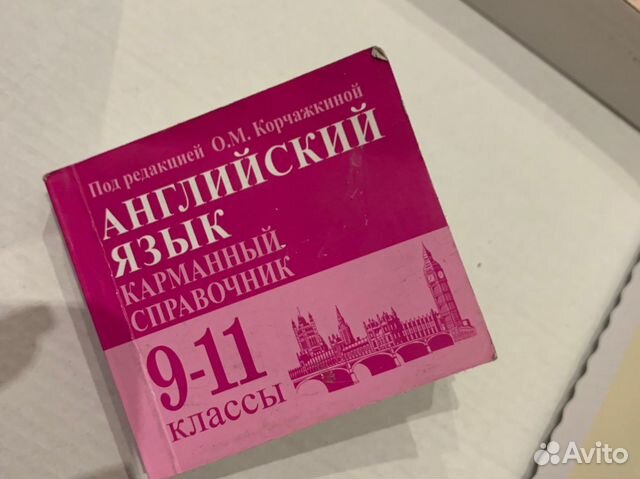 Под редакцией О.М. Корчажкиной
АНГЛИЙСКИЙ
ЯЗЫК
КАРМАННЫЙ
СПРАВОЧНИК
9-11
классы
Avito